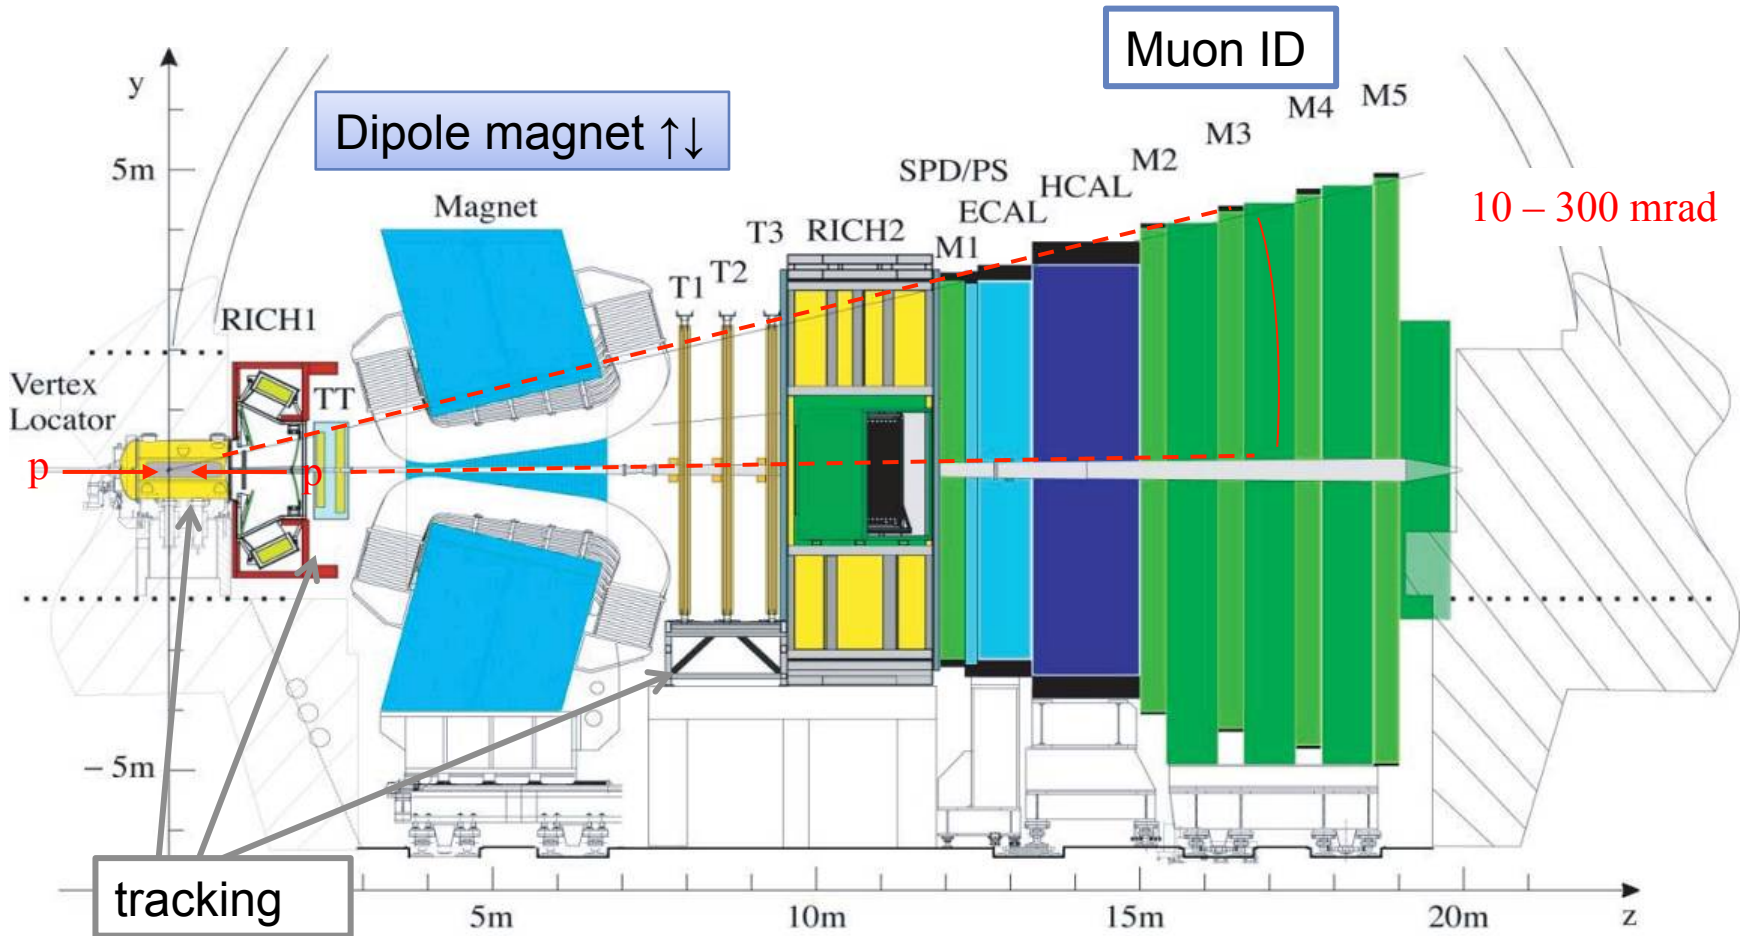 Muon ID
y
Dipole magnet ↑↓
5m
M5
M4
M3
M2
SPD/PS
HCAL
ECAL
10 – 300 mrad
Magnet
T3
RICH2
M1
T2
T1
RICH1
TT
Vertex
Locator
p
p
– 5m
tracking
5m
10m
15m
20m
z